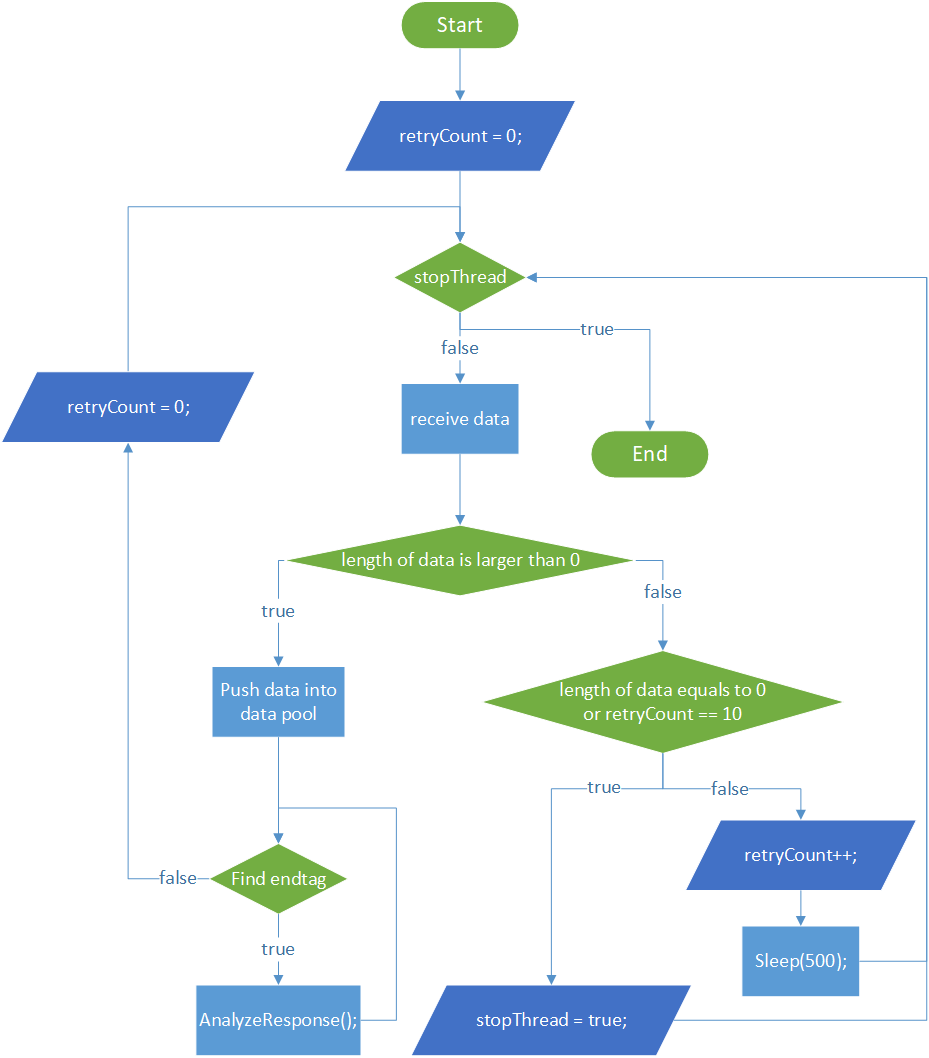 Start
retryCount = 0;
stopThread
true
false
retryCount = 0;
receive data
End
length of data is larger than 0
false
true
Push data into
data pool
length of data equals to 0
or retryCount == 10
true
false
retryCount++;
Find endtag
false
true
Sleep(500);
AnalyzeResponse();
stopThread = true;